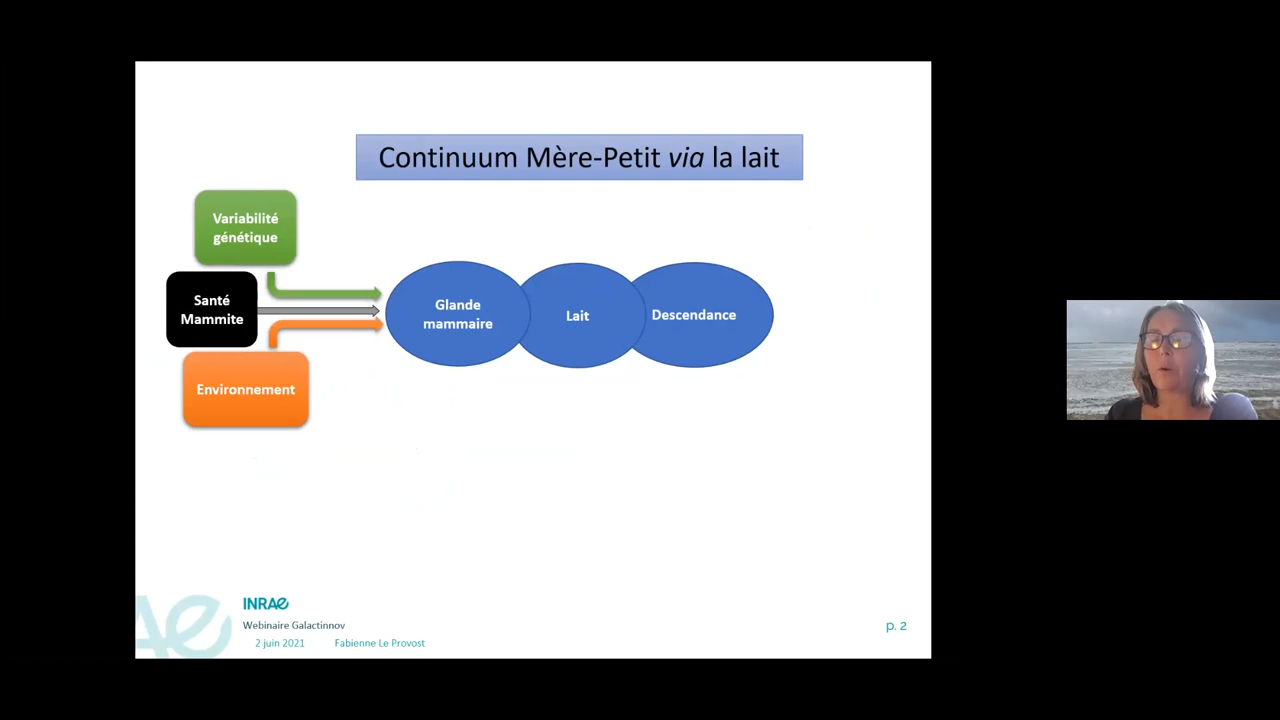 Continuum Mère-Petit via la lait
Variabilité
génétique
Santé
Mammite
Environnement
Glande
mammaire
Lait
Descendance
INRAE
Webinaire Galactinnov
2 juin 2021 Fabienne Le Provost
p. 2